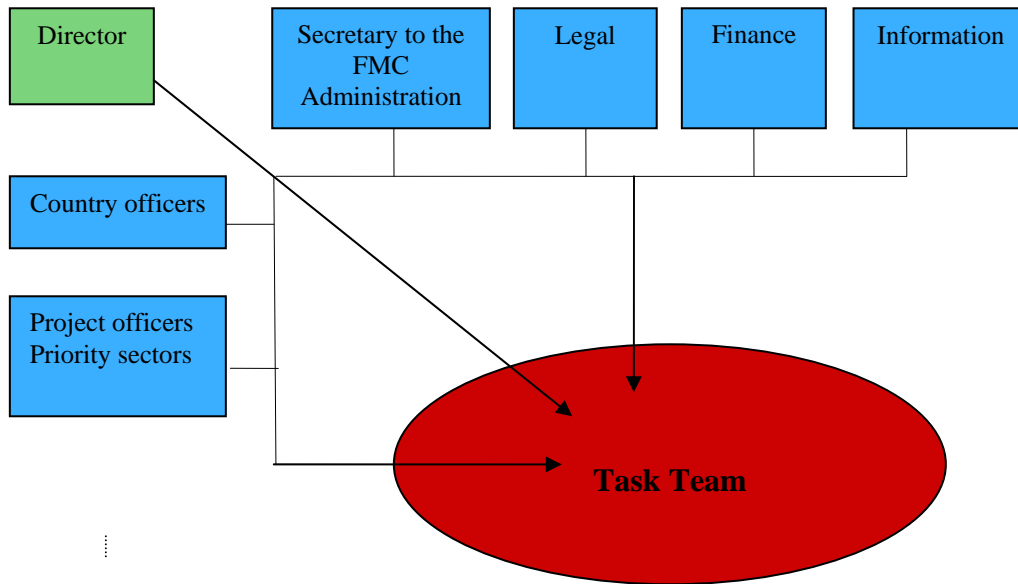 Director
Secretary to the
FMC
Administration
Legal
Finance
Information
Country officers
Project officers
Priority sectors
Task Team